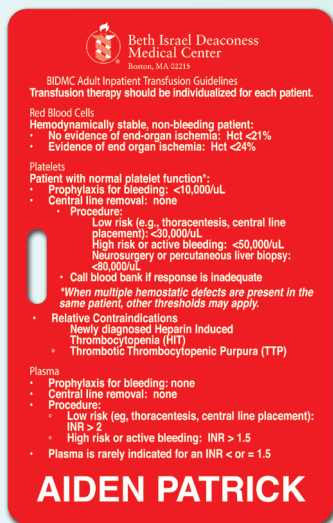 Beth Israel Deaconess
Medical Center
Boston, MA 02215
BIDMC Adult Inpatient Transfusion Guidelines
Transfusion therapy should be individualized for each patient.
Red Blood Cells
Hemodynamically stable, non-bleeding patient:
• No evidence of end-organ ischemia: Hct <21%
• Evidence of end organ ischemia: Hct <24%
Platelets
Patient with normal platelet function*:
• Prophylaxis for bleeding: <10,000/uL
• Central line removal: none
• Procedure:
Low risk (e.g., thoracentesis, central line
placement): <30,000/uL
High risk or active bleeding: <50,000/uL
Neurosurgery or percutaneous liver biopsy:
<80,000/uL
• Call blood bank if response is inadequate
*When multiple hemostatic defects are present in the
same patient, other thresholds may apply.
• Relative Contraindications
Newly diagnosed Heparin Induced
Thrombocytopenia (HIT)
◦ Thrombotic Thrombocytopenic Purpura (TTP)
Plasma
• Prophylaxis for bleeding: none
• Central line removal: none
• Procedure:
◦ Low risk (eg, thoracentesis, central line placement):
INR > 2
◦ High risk or active bleeding: INR > 1.5
• Plasma is rarely indicated for an INR < or = 1.5
AIDEN PATRICK